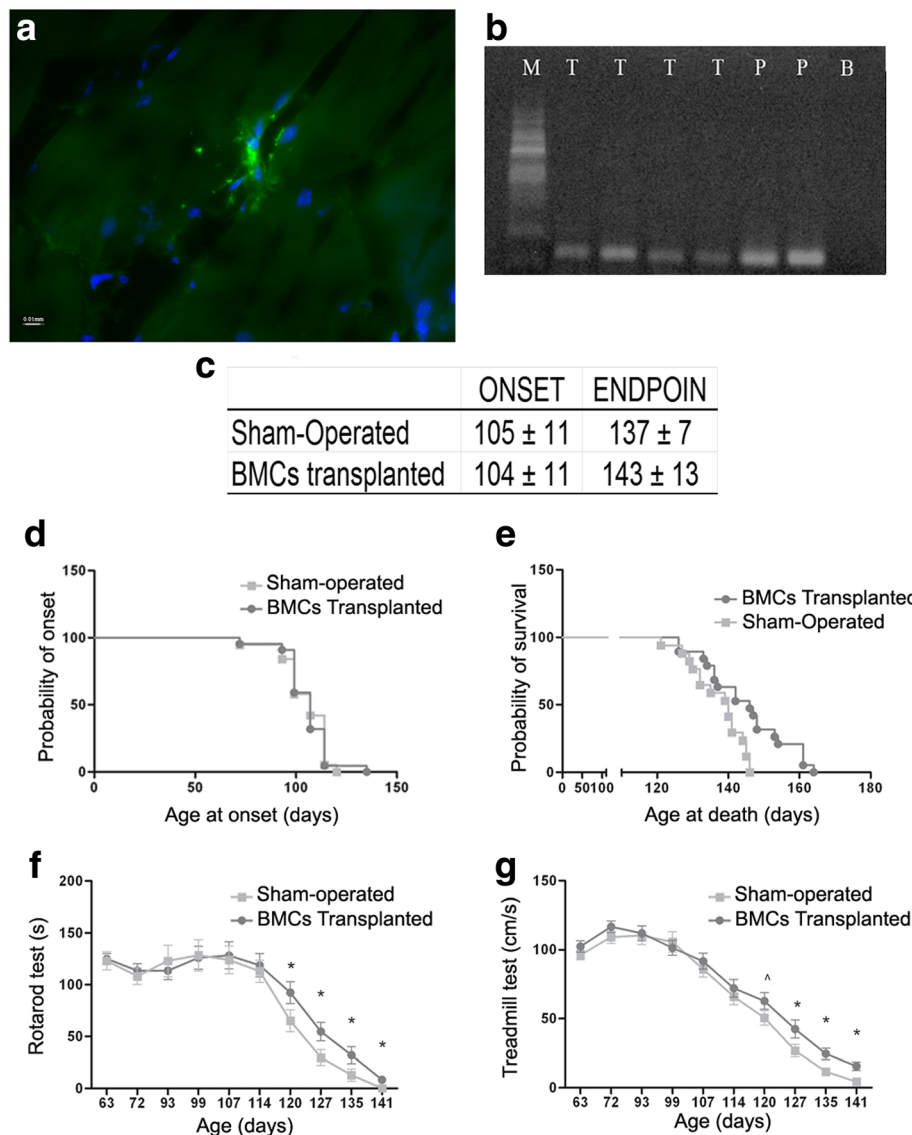 a
0.01mm
b
M T T T T P P B
c
ONSET ENDPOIN
Sham-Operated 105 ± 11 137 ± 7
BMCs transplanted 104 ± 11 143 ± 13
d
Sham-operated
BMCs Transplanted
Probability of onset
150
100
50
0
0 50 100 150
Age at onset (days)
e
BMCs Transplanted
Sham-Operated
Probability of survival
150
100
50
0
0 50 100 120 140 160 180
Age at death (days)
f
Sham-operated
BMCs Transplanted
Rotarod test (s)
200
150
100
50
0
* * * *
63 72 93 99 107 114 120 127 135 141
Age (days)
g
Sham-operated
BMCs Transplanted
Treadmill test (cm/s)
150
100
50
0
^ * * *
63 72 93 99 107 114 120 127 135 141
Age (days)